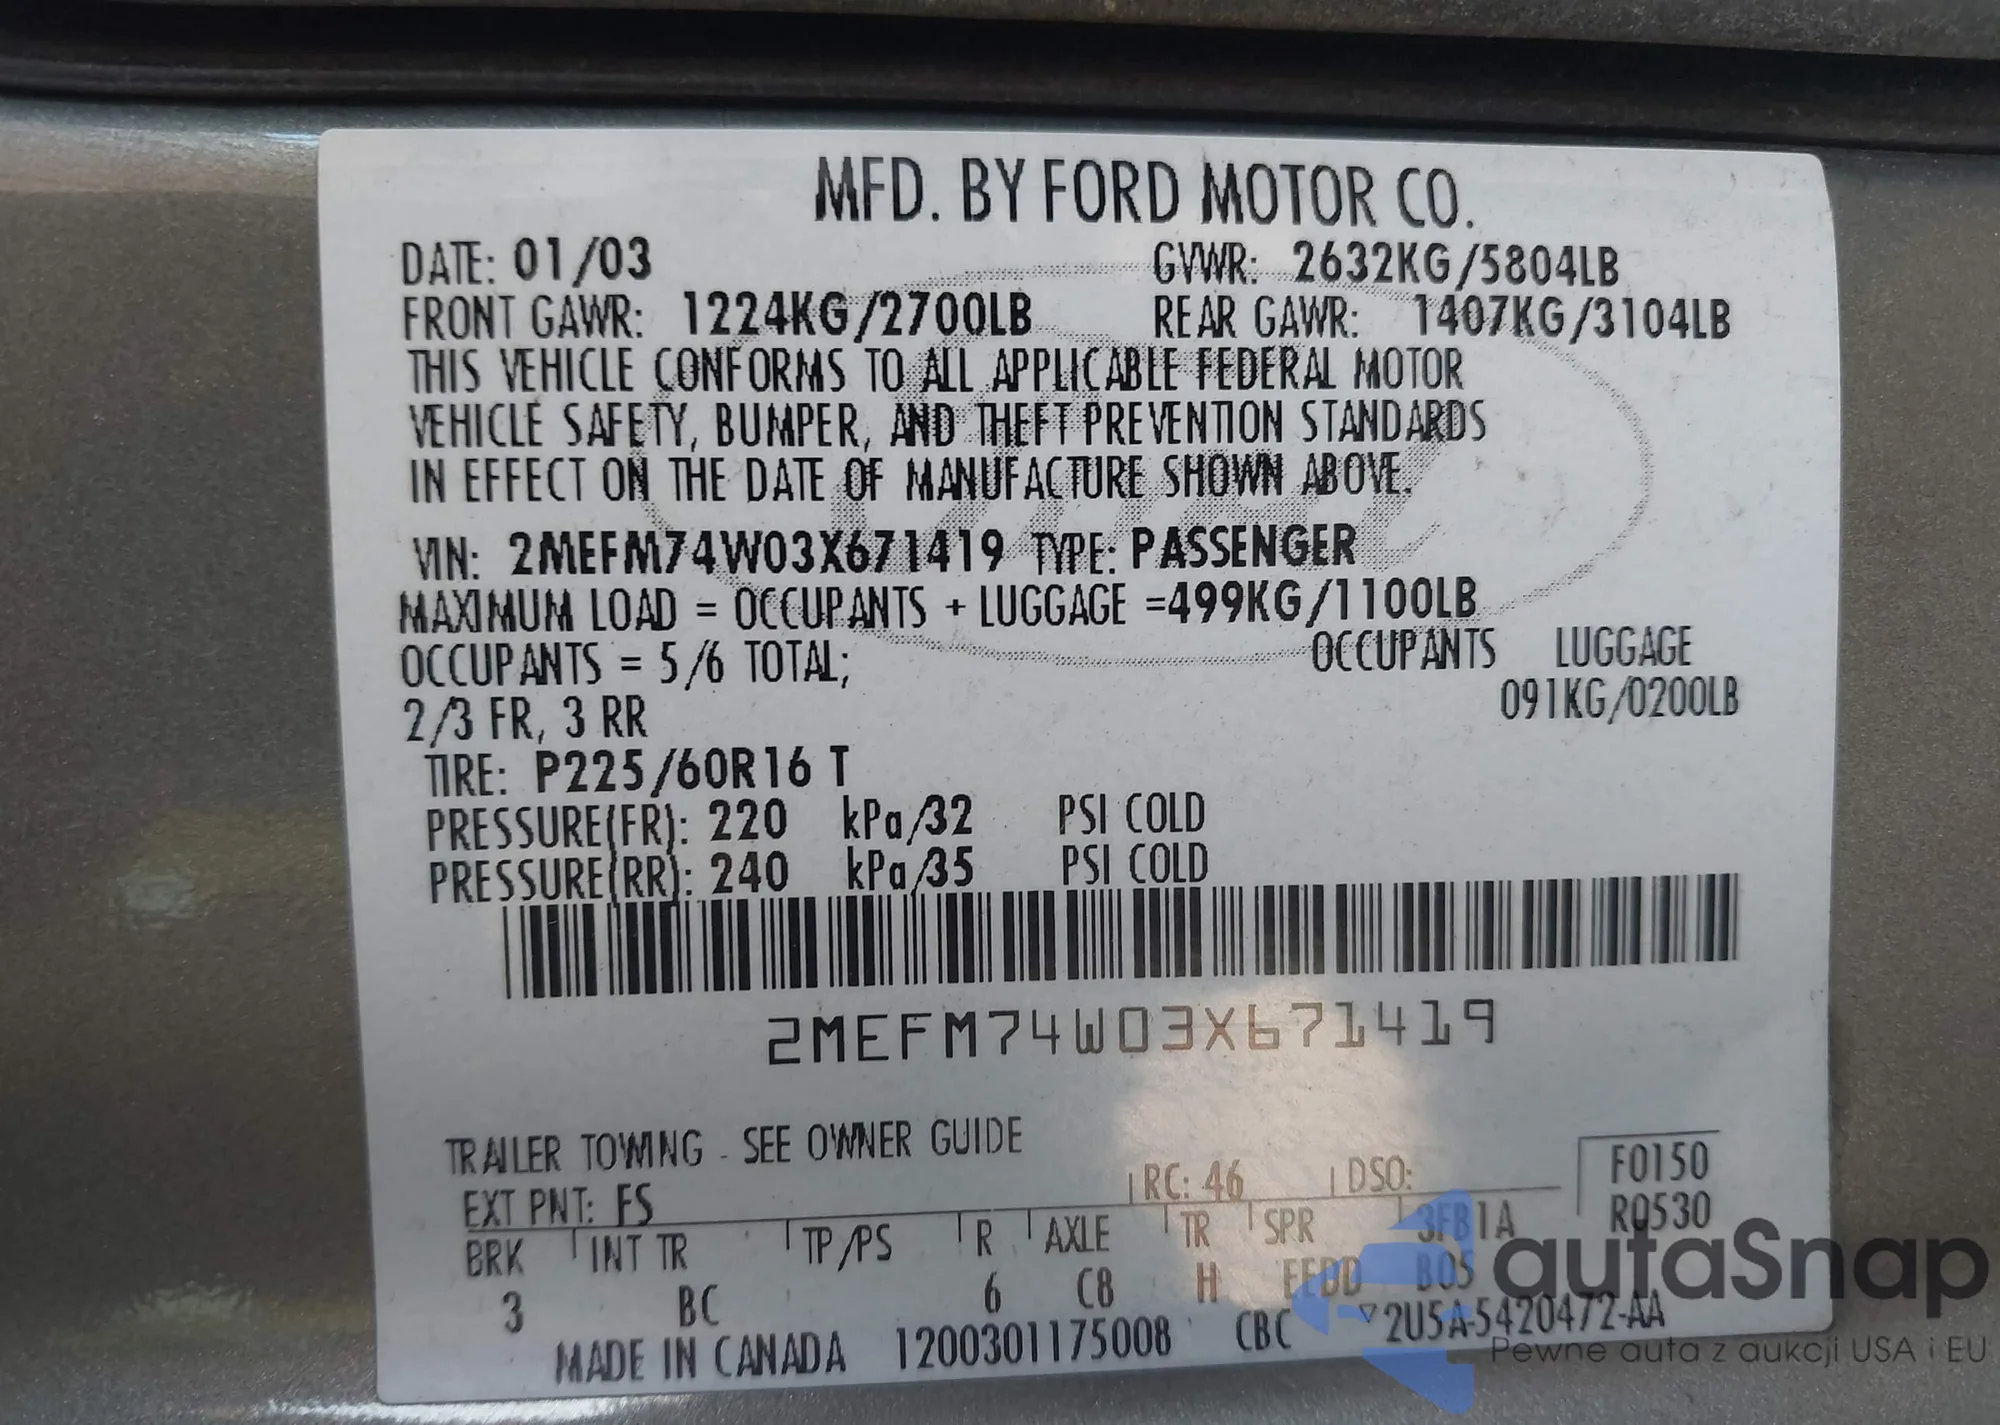 MFD. BY FORD MOTOR CO.
DATE: 01/03 GVWR: 2632KG/5804LB
FRONT GAWR: 1224KG/2700LB REAR GAWR: 1407KG/3104LB
THIS VEHICLE CONFORMS TO ALL APPLICABLE FEDERAL MOTOR
VEHICLE SAFETY, BUMPER, AND THEFT PREVENTION STANDARDS
IN EFFECT ON THE DATE OF MANUFACTURE SHOWN ABOVE.
VIN: 2MEFM74W03X671419 TYPE: PASSENGER
MAXIMUM LOAD = OCCUPANTS + LUGGAGE =499KG/1100LB
OCCUPANTS = 5/6 TOTAL; OCCUPANTS LUGGAGE
2/3 FR, 3 RR 091KG/0200LB
TIRE: P225/60R16 T
PRESSURE(FR): 220 kPa/32 PSI COLD
PRESSURE(RR): 240 kPa/35 PSI COLD
2MEFM74W03X671419
TRAILER TOWING - SEE OWNER GUIDE
EXT PNT: FS RC: 46 DSO: F0150
R0530
BRK INT TR TP/PS R AXLE TR SPR 3FB1A
3 BC 6 C8 H EEDD B05
MADE IN CANADA 1200301175008 CBC 2U5A-5420472-AA
autaSnap
Pewne auta z aukcji USA i EU